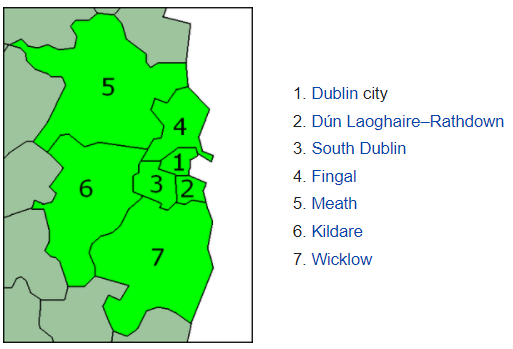 5
4
1
6
3
2
7
1. Dublin city
2. Dún Laoghaire–Rathdown
3. South Dublin
4. Fingal
5. Meath
6. Kildare
7. Wicklow